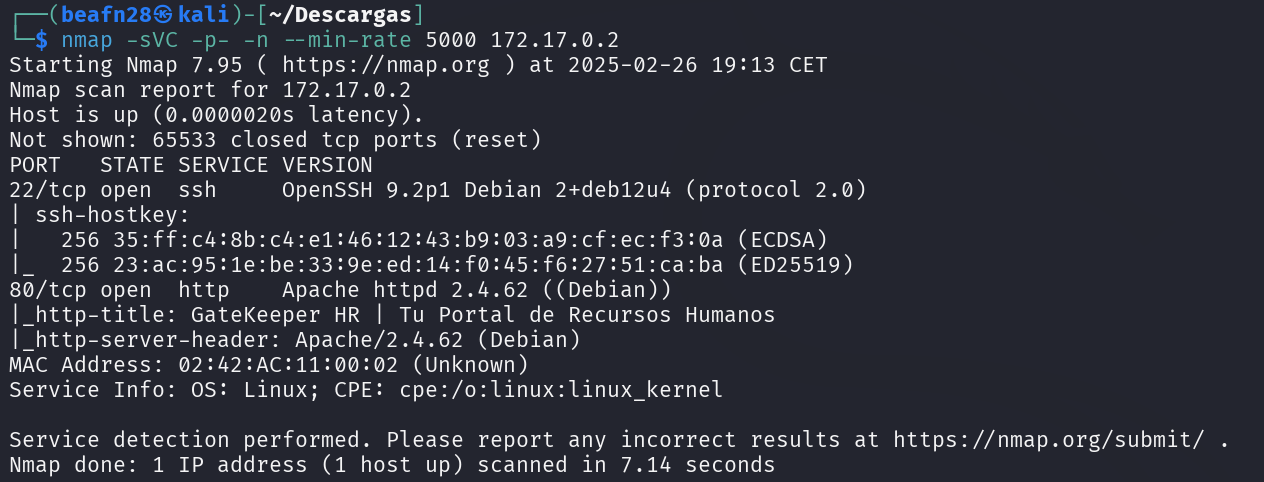 ┌──(beafn28㉿kali)-[~/Descargas]
└─$ nmap -sVC -p- -n --min-rate 5000 172.17.0.2
Starting Nmap 7.95 ( https://nmap.org ) at 2025-02-26 19:13 CET
Nmap scan report for 172.17.0.2
Host is up (0.0000020s latency).
Not shown: 65533 closed tcp ports (reset)
PORT   STATE SERVICE VERSION
22/tcp open  ssh     OpenSSH 9.2p1 Debian 2+deb12u4 (protocol 2.0)
| ssh-hostkey:
|   256 35:ff:c4:8b:c4:e1:46:12:43:b9:03:a9:cf:ec:f3:0a (ECDSA)
|_  256 23:ac:95:1e:be:33:9e:ed:14:f0:45:f6:27:51:ca:ba (ED25519)
80/tcp open  http    Apache httpd 2.4.62 ((Debian))
|_http-title: GateKeeper HR | Tu Portal de Recursos Humanos
|_http-server-header: Apache/2.4.62 (Debian)
MAC Address: 02:42:AC:11:00:02 (Unknown)
Service Info: OS: Linux; CPE: cpe:/o:linux:linux_kernel

Service detection performed. Please report any incorrect results at https://nmap.org/submit/ .
Nmap done: 1 IP address (1 host up) scanned in 7.14 seconds